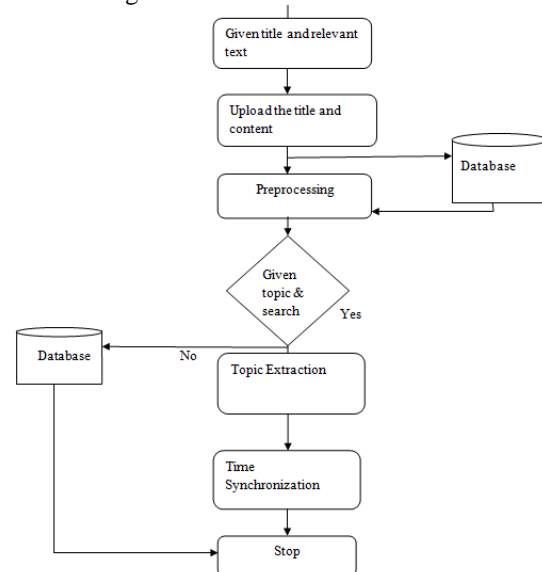 Given title and relevant
text
Upload the title and
content
Database
Preprocessing
Given
topic &
search
Yes
Database
No
Topic Extraction
Time
Synchronization
Stop